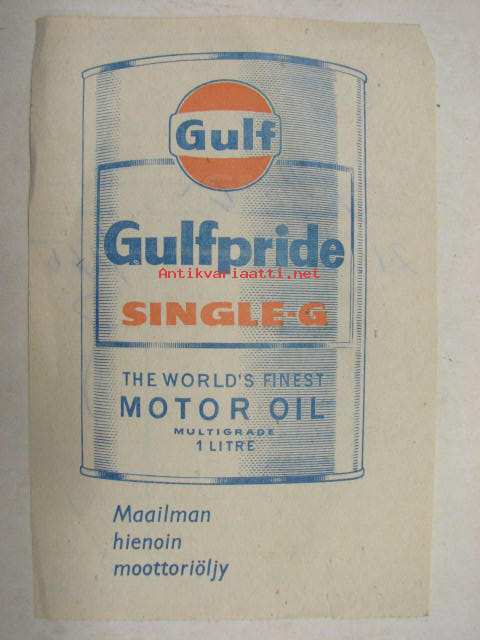 Gulf
Gulfpride
Antikvariaatti.net
SINGLE-G
THE WORLD'S FINEST
MOTOR OIL
MULTIGRADE
1 LITRE
Maailman
hienoin
moottoriöljy